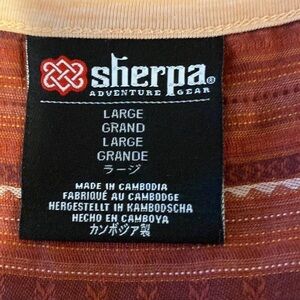 sherpa®
ADVENTURE GEAR
LARGE
GRAND
LARGE
GRANDE
ラージ
MADE IN CAMBODIA
FABRIQUÉ AU CAMBODGE
HERGESTELLT IN KAMBODSCHA
HECHO EN CAMBOYA
カンボジア製